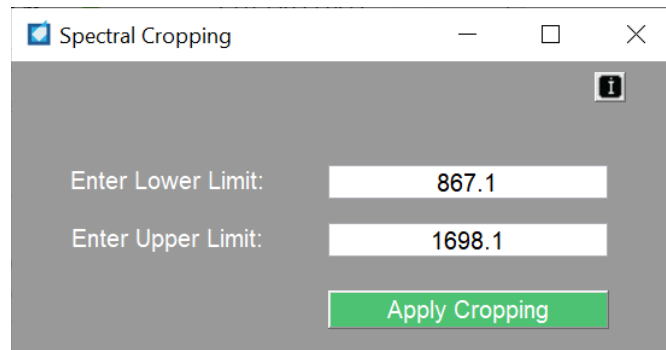 Spectral Cropping
i
Enter Lower Limit: 867.1
Enter Upper Limit: 1698.1
Apply Cropping